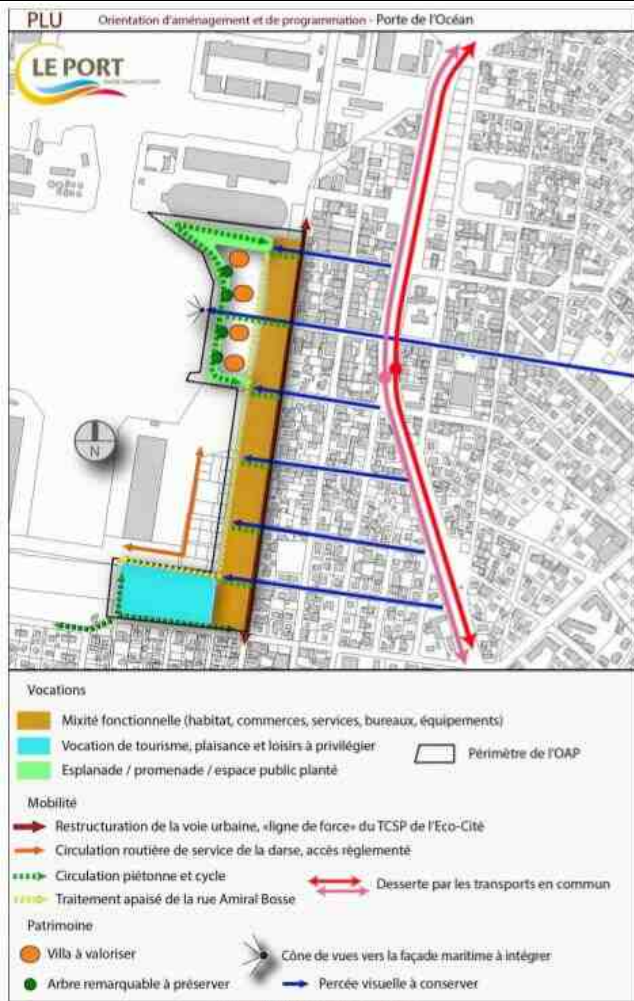 PLU Orientation d'aménagement et de programmation - Porte de l'Océan
LE PORT
N
Vocations
Mixité fonctionnelle (habitat, commerces, services, bureaux, équipements)
Vocation de tourisme, plaisance et loisirs à privilégier
Périmètre de l'OAP
Esplanade / promenade / espace public planté
Mobilité
Restructuration de la voie urbaine, «ligne de force» du TCSP de l'Eco-Cité
Circulation routière de service de la darse, accès règlementé
Circulation piétonne et cycle
Desserte par les transports en commun
Traitement apaisé de la rue Amiral Bosse
Patrimoine
Villa à valoriser
Cône de vues vers la façade maritime à intégrer
Arbre remarquable à préserver
Percée visuelle à conserver